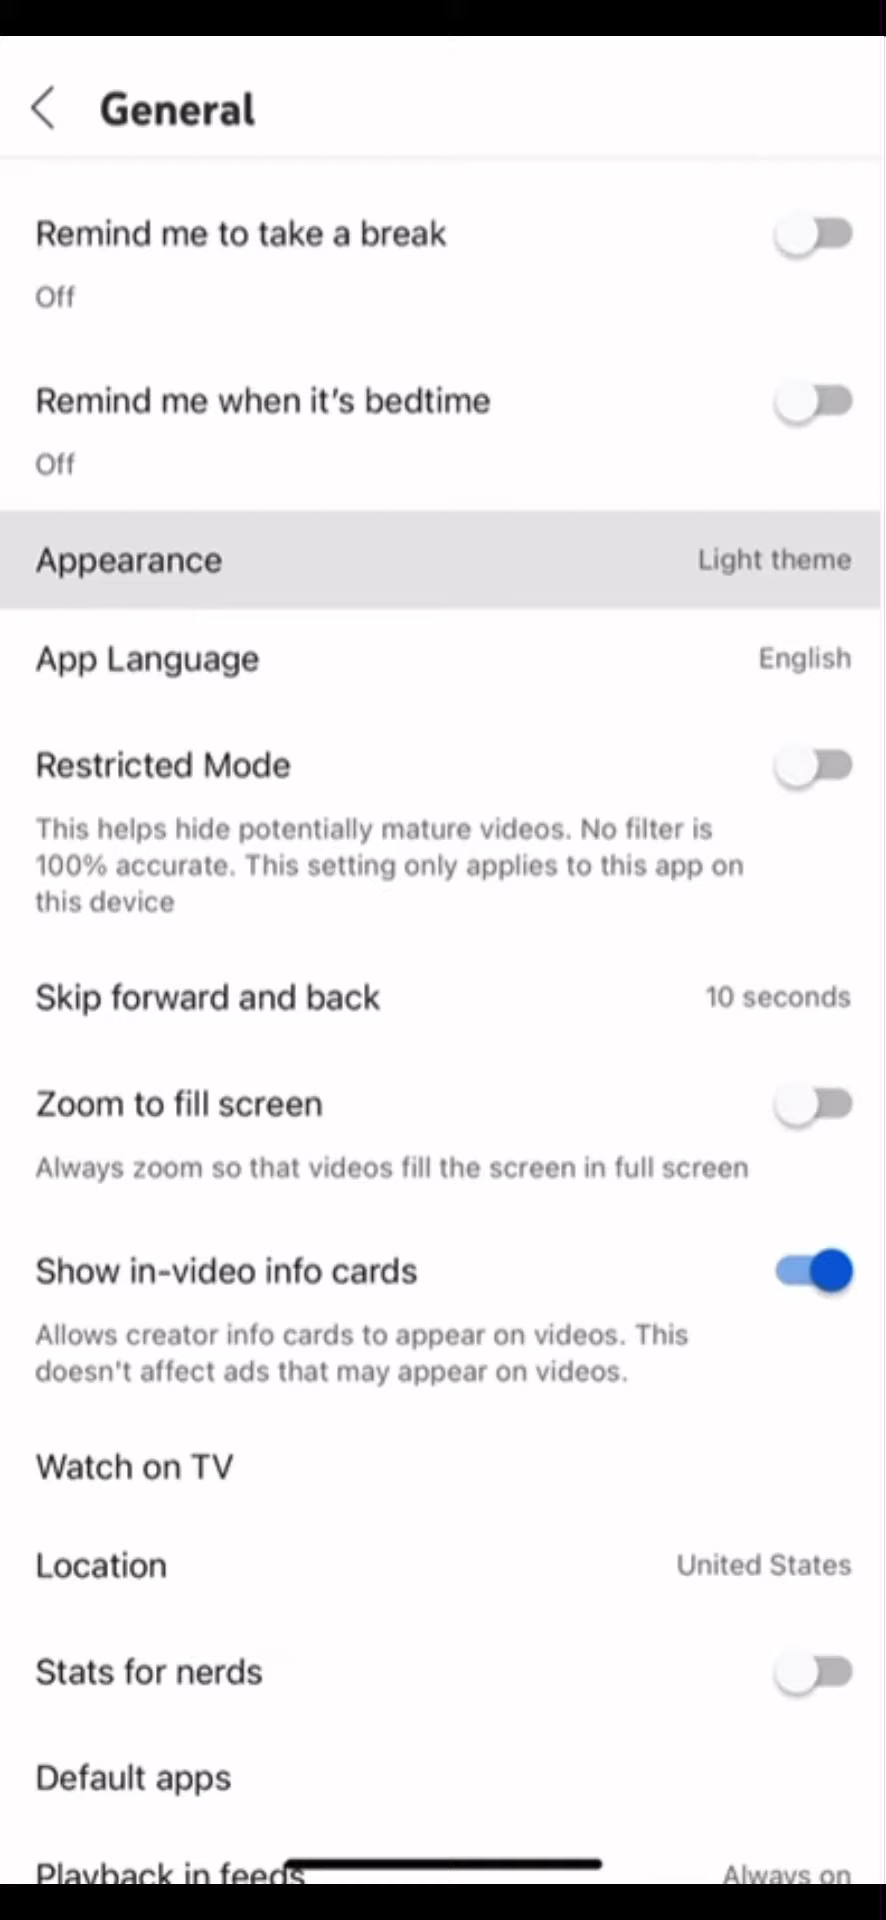 General
Remind me to take a break
Off
Remind me when it's bedtime
Off
Appearance Light theme
App Language English
Restricted Mode
This helps hide potentially mature videos. No filter is
100% accurate. This setting only applies to this app on
this device
Skip forward and back 10 seconds
Zoom to fill screen
Always zoom so that videos fill the screen in full screen
Show in-video info cards
Allows creator info cards to appear on videos. This
doesn't affect ads that may appear on videos.
Watch on TV
Location United States
Stats for nerds
Default apps
Playback in feeds Always on